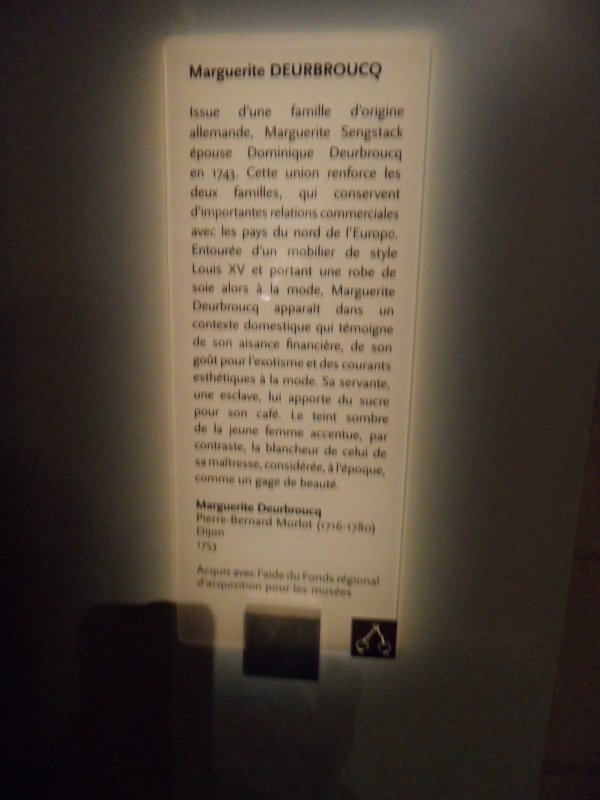 Marguerite DEURBROUCQ
Issue d'une famille d'origine
allemande, Marguerite Sengstack
épouse Dominique Deurbroucq
en 1743. Cette union renforce les
deux familles, qui conservent
d'importantes relations commerciales
avec les pays du nord de l'Europe.
Entourée d'un mobilier de style
Louis XV et portant une robe de
soie alors à la mode, Marguerite
Deurbroucq apparaît dans un
contexte domestique qui témoigne
de son aisance financière, de son
goût pour l'exotisme et des courants
esthétiques à la mode. Sa servante,
une esclave, lui apporte du sucre
pour son café. Le teint sombre
de la jeune femme accentue, par
contraste, la blancheur de celui de
sa maîtresse, considérée, à l'époque,
comme un gage de beauté.
Marguerite Deurbroucq
Pierre-Bernard Morlot (1716-1780)
Dijon
1753
Acquis avec l'aide du Fonds régional
d'acquisition pour les musées